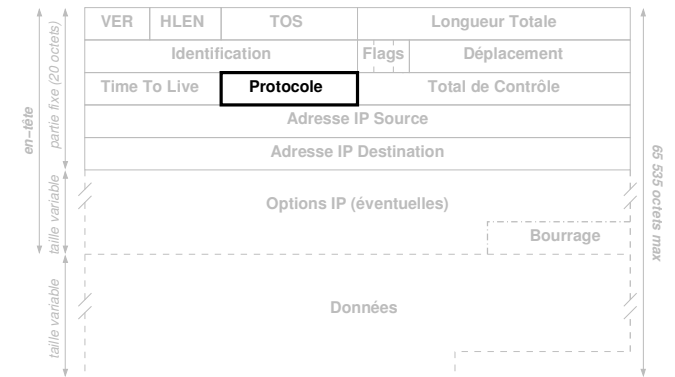 VER HLEN TOS Longueur Totale
Identification Flags Déplacement
Time To Live Protocole Total de Contrôle
Adresse IP Source
Adresse IP Destination
Options IP (éventuelles)
Bourrage
Données
en−tête
partie fixe (20 octets)
taille variable
taille variable
65 535 octets max